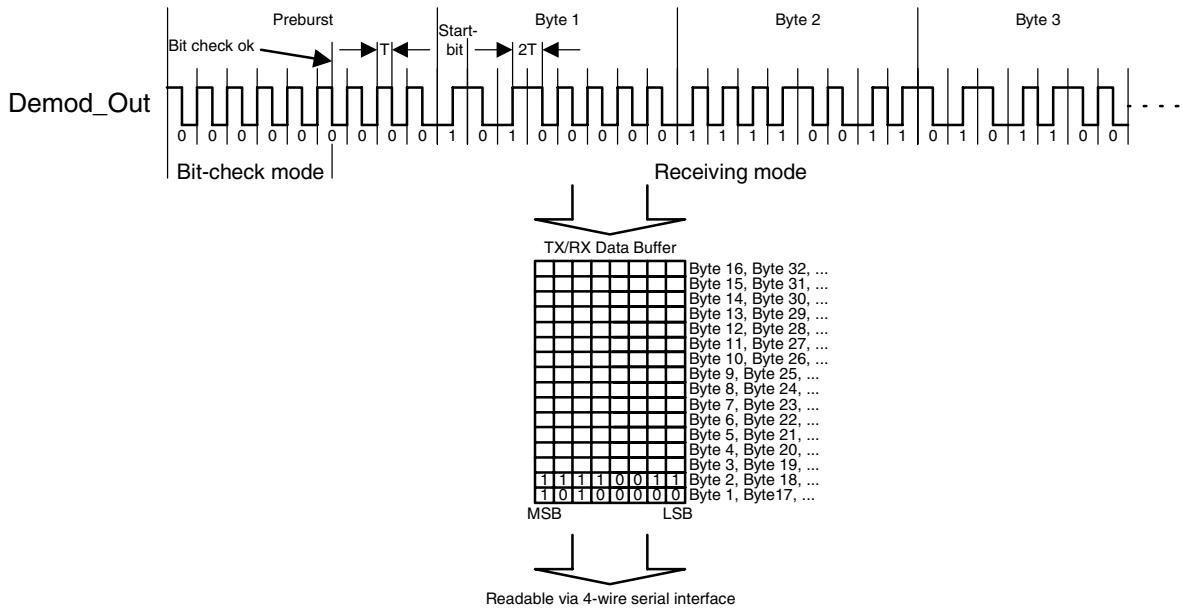 Preburst Byte 1 Byte 2 Byte 3
Start-
bit
Bit check ok T 2T
Demod_Out
0 0 0 0 0 0 0 0 0 1 0 1 0 0 0 0 0 1 1 1 1 0 0 1 1 0 1 0 1 1 0 0
Bit-check mode Receiving mode
TX/RX Data Buffer
Byte 16, Byte 32, ...
Byte 15, Byte 31, ...
Byte 14, Byte 30, ...
Byte 13, Byte 29, ...
Byte 12, Byte 28, ...
Byte 11, Byte 27, ...
Byte 10, Byte 26, ...
Byte 9, Byte 25, ...
Byte 8, Byte 24, ...
Byte 7, Byte 23, ...
Byte 6, Byte 22, ...
Byte 5, Byte 21, ...
Byte 4, Byte 20, ...
Byte 3, Byte 19, ...
1 1 1 1 0 0 1 1 Byte 2, Byte 18, ...
1 0 1 0 0 0 0 0 Byte 1, Byte17, ...
MSB LSB
Readable via 4-wire serial interface